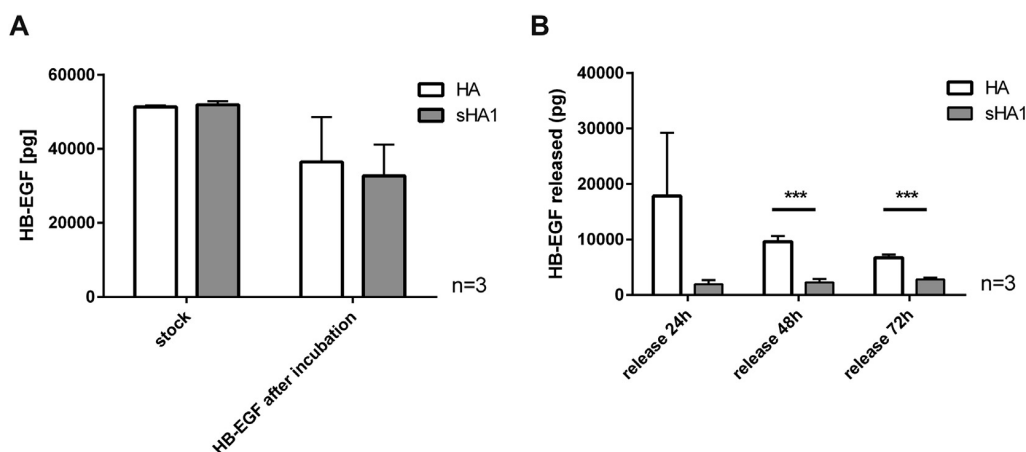 A
HB-EGF [pg]
60000
40000
20000
0
HA
sHA1
n=3
stock
HB-EGF after incubation
B
HB-EGF released (pg)
40000
30000
20000
10000
0
HA
sHA1
***
***
n=3
release 24h
release 48h
release 72h